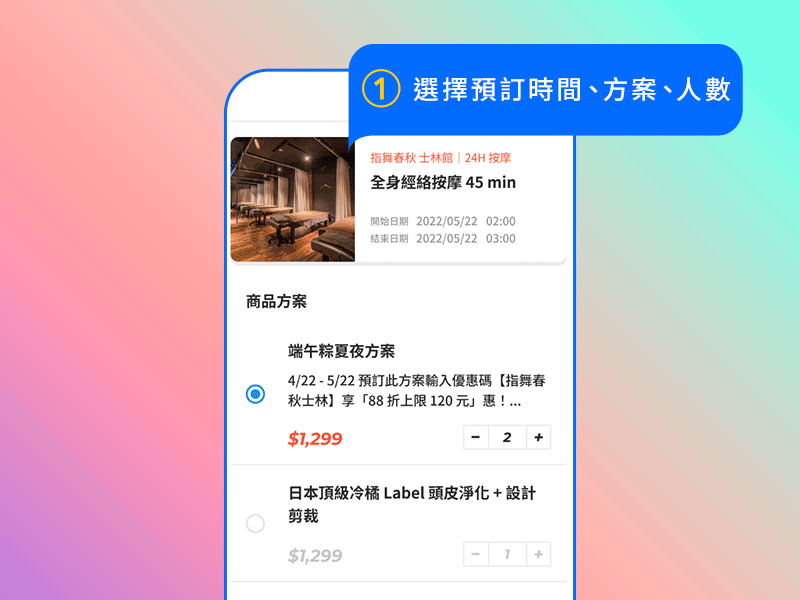 ① 選擇預訂時間、方案、人數
指舞春秋 士林館｜24H 按摩
全身經絡按摩 45 min
開始日期 2022/05/22 02:00
結束日期 2022/05/22 03:00
商品方案
端午粽夏夜方案
4/22 - 5/22 預訂此方案輸入優惠碼【指舞春
秋士林】享「88 折上限 120 元」惠！...
$1,299 − 2 +
日本頂級冷橘 Label 頭皮淨化 + 設計
剪裁
$1,299 − 1 +